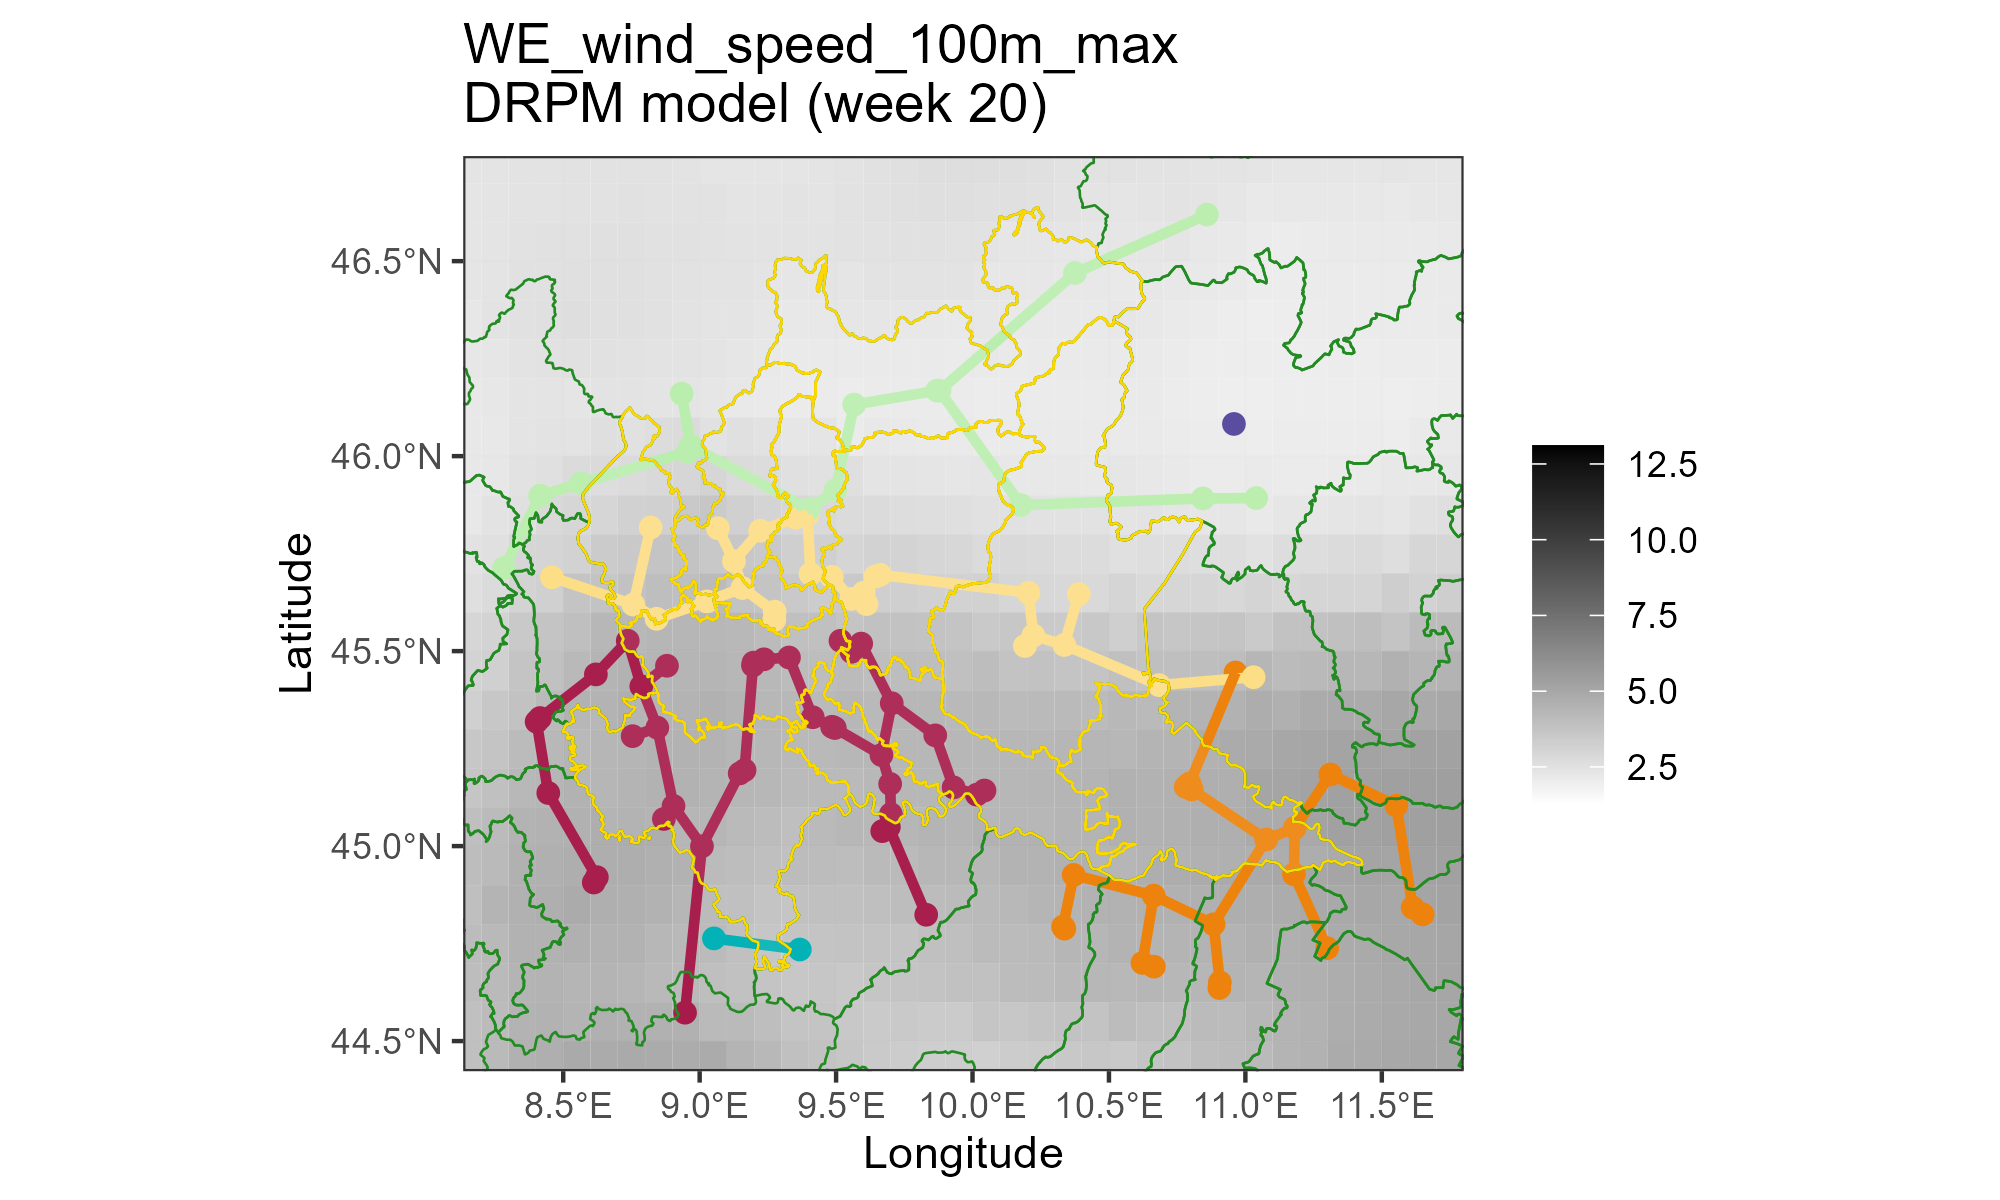 WE_wind_speed_100m_max
DRPM model (week 20)
Latitude
46.5°N
46.0°N
45.5°N
45.0°N
44.5°N
8.5°E
9.0°E
9.5°E
10.0°E
10.5°E
11.0°E
11.5°E
Longitude
12.5
10.0
7.5
5.0
2.5